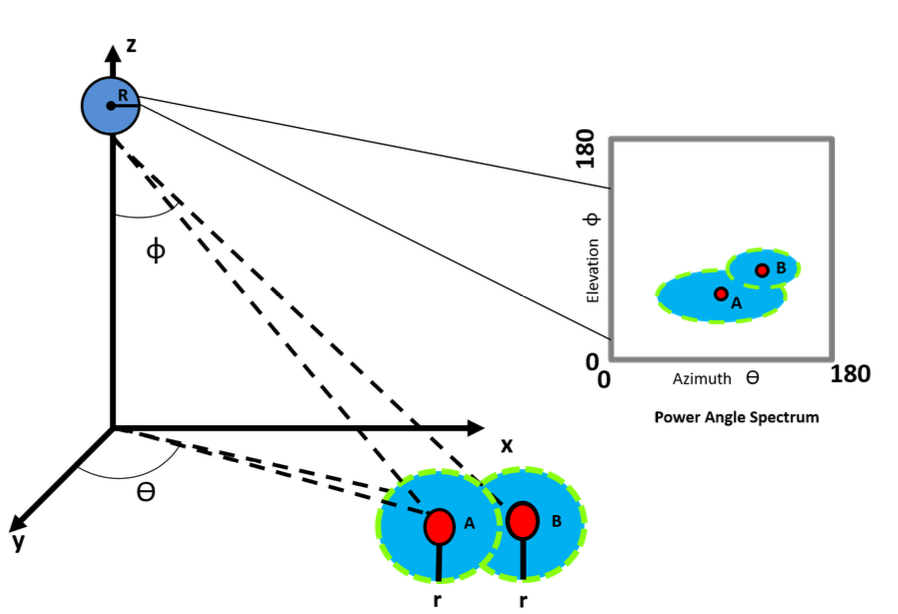 z
R
ϕ
x
y
Ɵ
A
B
r
r
180
Elevation ϕ
B
A
0
0
Azimuth Ɵ
180
Power Angle Spectrum